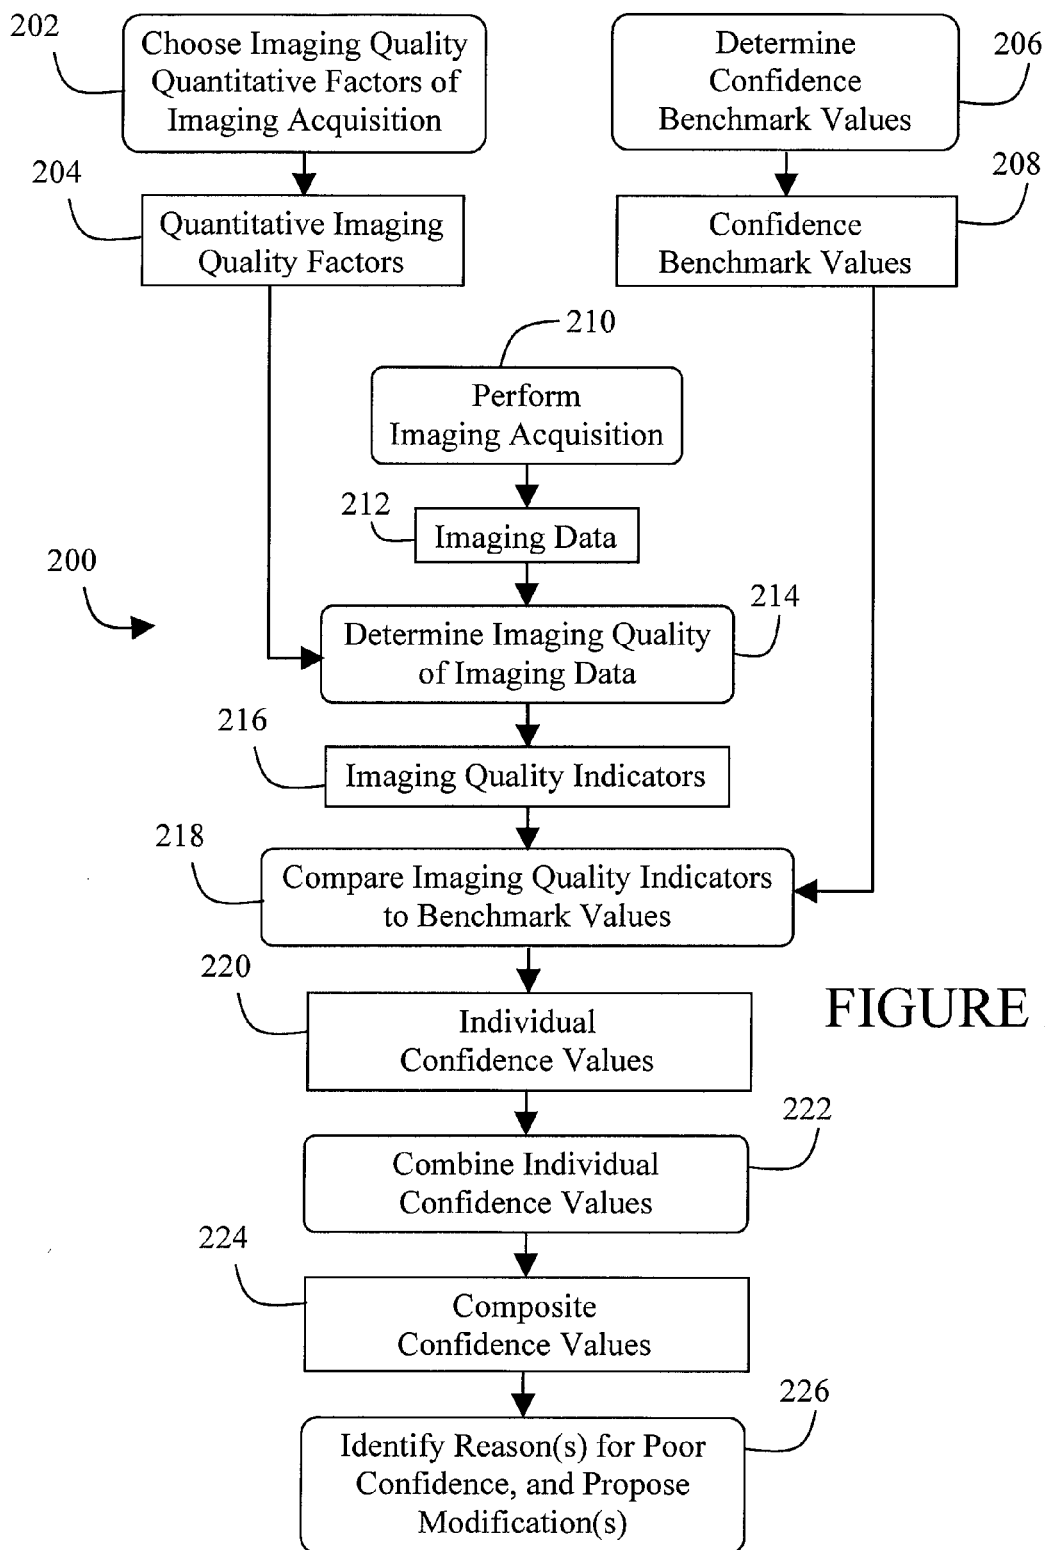 202
Choose Imaging Quality
Quantitative Factors of
Imaging Acquisition
Determine
Confidence
Benchmark Values
206
204
Quantitative Imaging
Quality Factors
Confidence
Benchmark Values
208
210
Perform
Imaging Acquisition
212
Imaging Data
200
214
Determine Imaging Quality
of Imaging Data
216
Imaging Quality Indicators
218
Compare Imaging Quality Indicators
to Benchmark Values
220
Individual
Confidence Values
FIGURE
222
Combine Individual
Confidence Values
224
Composite
Confidence Values
226
Identify Reason(s) for Poor
Confidence, and Propose
Modification(s)